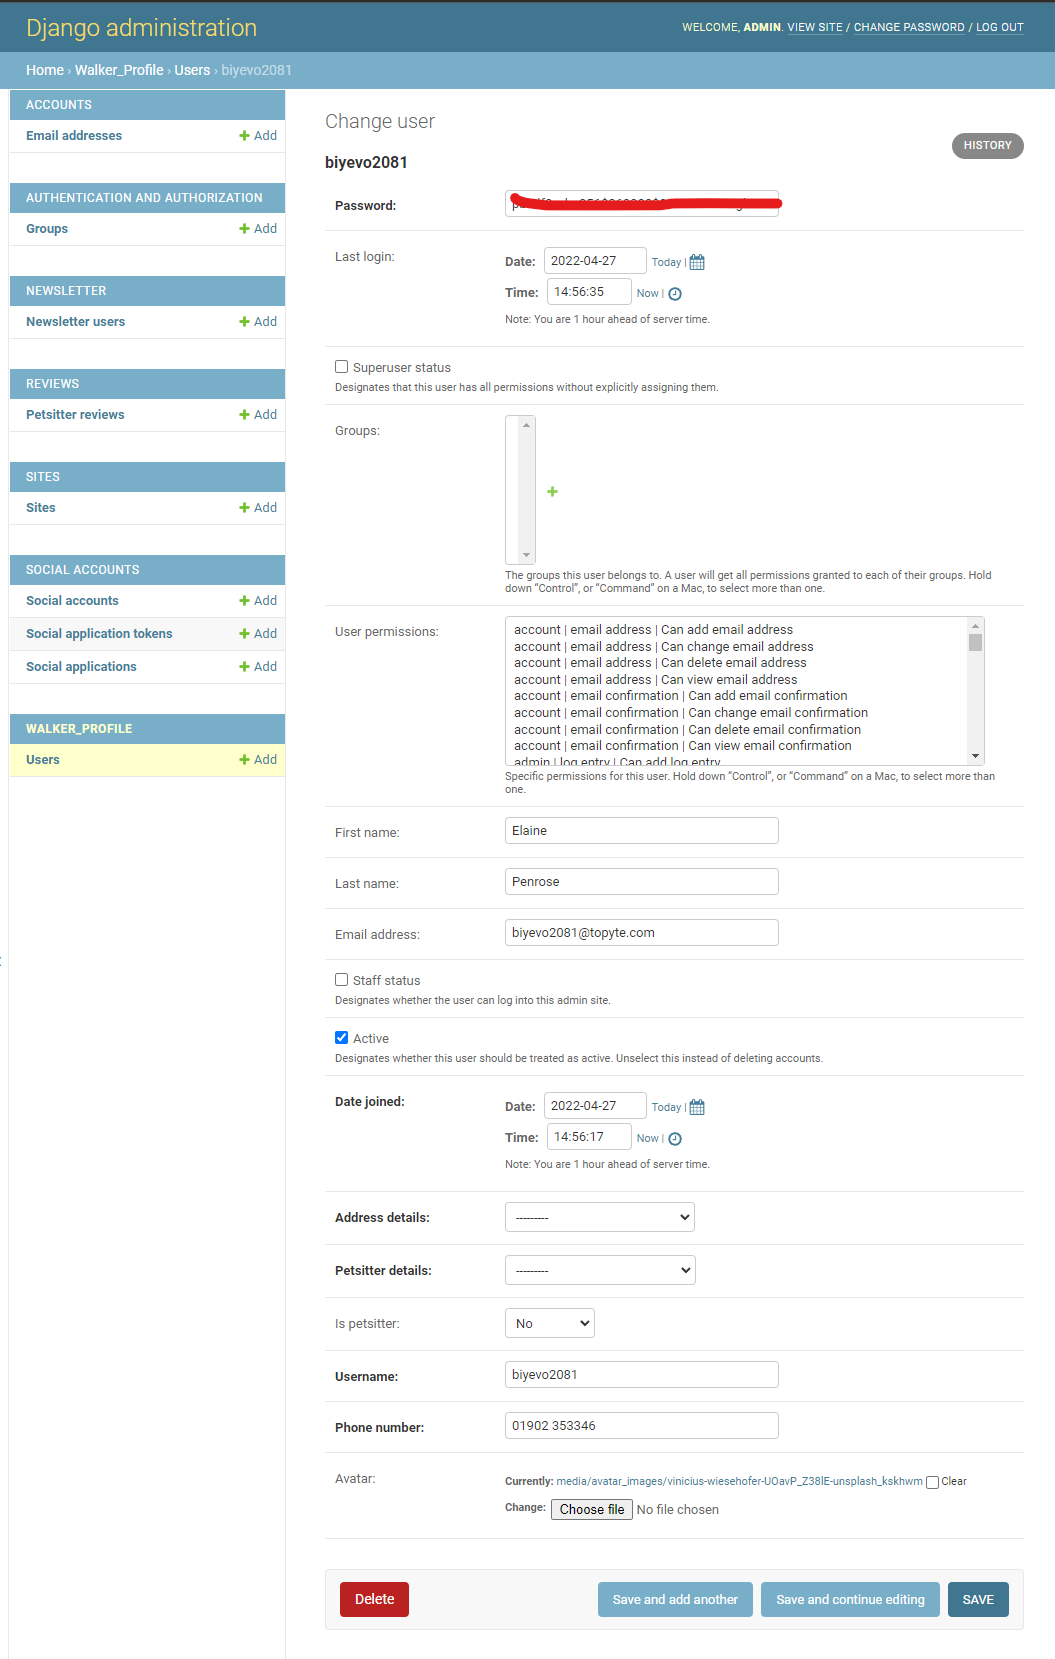 Django administration
WELCOME, ADMIN. VIEW SITE / CHANGE PASSWORD / LOG OUT
Home › Walker_Profile › Users › biyevo2081
ACCOUNTS
Email addresses + Add
AUTHENTICATION AND AUTHORIZATION
Groups + Add
NEWSLETTER
Newsletter users + Add
REVIEWS
Petsitter reviews + Add
SITES
Sites + Add
SOCIAL ACCOUNTS
Social accounts + Add
Social application tokens + Add
Social applications + Add
WALKER_PROFILE
Users + Add
Change user
HISTORY
biyevo2081
Password:
Last login:
Date: 2022-04-27 Today |
Time: 14:56:35 Now |
Note: You are 1 hour ahead of server time.
Superuser status
Designates that this user has all permissions without explicitly assigning them.
Groups:
The groups this user belongs to. A user will get all permissions granted to each of their groups. Hold
down “Control”, or “Command” on a Mac, to select more than one.
User permissions:
account | email address | Can add email address
account | email address | Can change email address
account | email address | Can delete email address
account | email address | Can view email address
account | email confirmation | Can add email confirmation
account | email confirmation | Can change email confirmation
account | email confirmation | Can delete email confirmation
account | email confirmation | Can view email confirmation
admin | log entry | Can add log entry
Specific permissions for this user. Hold down “Control”, or “Command” on a Mac, to select more than
one.
First name: Elaine
Last name: Penrose
Email address: biyevo2081@topyte.com
Staff status
Designates whether the user can log into this admin site.
Active
Designates whether this user should be treated as active. Unselect this instead of deleting accounts.
Date joined:
Date: 2022-04-27 Today |
Time: 14:56:17 Now |
Note: You are 1 hour ahead of server time.
Address details: ---------
Petsitter details: ---------
Is petsitter: No
Username: biyevo2081
Phone number: 01902 353346
Avatar:
Currently: media/avatar_images/vinicius-wiesehofer-UOavP_Z38lE-unsplash_kskhwm Clear
Change: Choose file No file chosen
Delete
Save and add another
Save and continue editing
SAVE